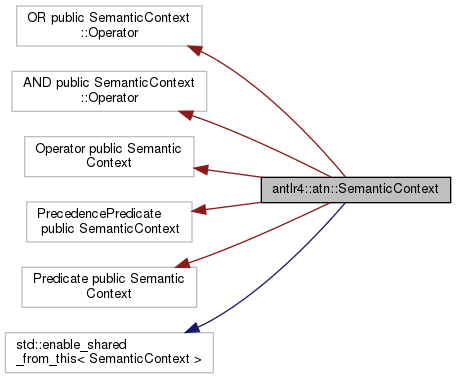 OR public SemanticContext
::Operator
AND public SemanticContext
::Operator
Operator public Semantic
Context
antlr4::atn::SemanticContext
PrecedencePredicate
public SemanticContext
Predicate public Semantic
Context
std::enable_shared
_from_this< SemanticContext >